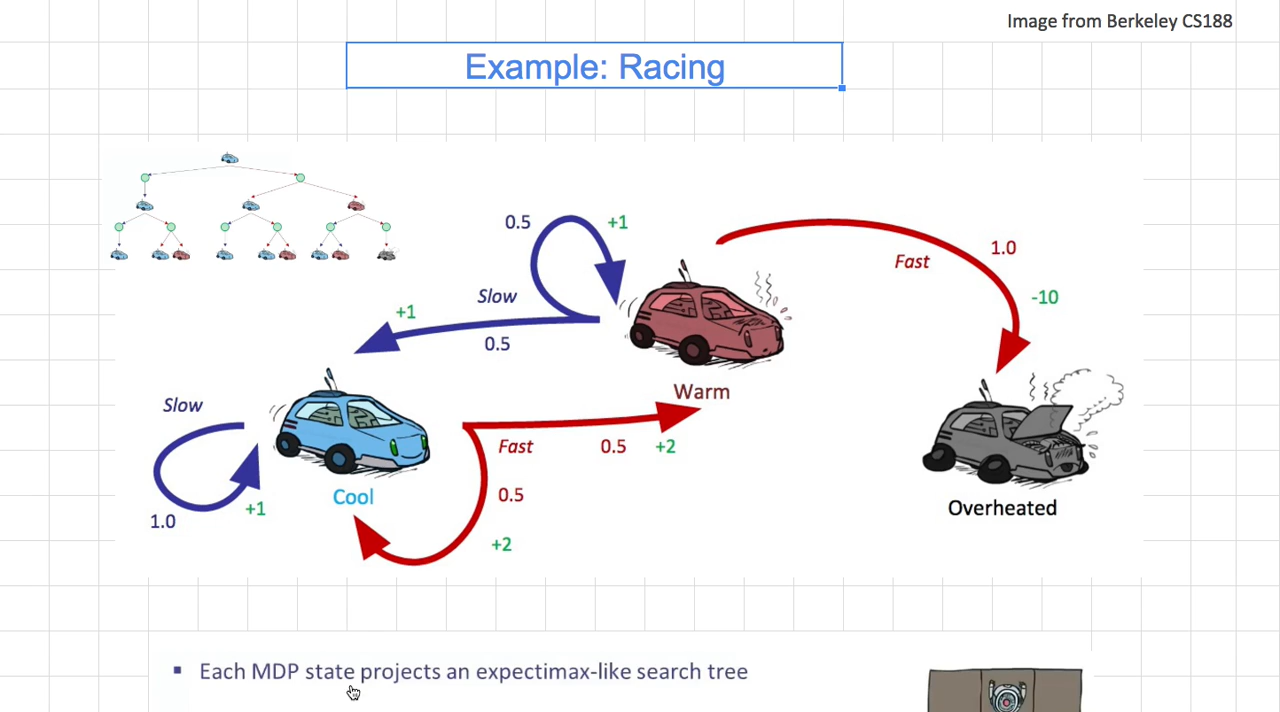 Image from Berkeley CS188
Example: Racing
0.5
+1
1.0
Fast
-10
Slow
+1
0.5
Warm
Slow
Fast
0.5
+2
Cool
0.5
Overheated
1.0
+1
+2
▪ Each MDP state projects an expectimax-like search tree